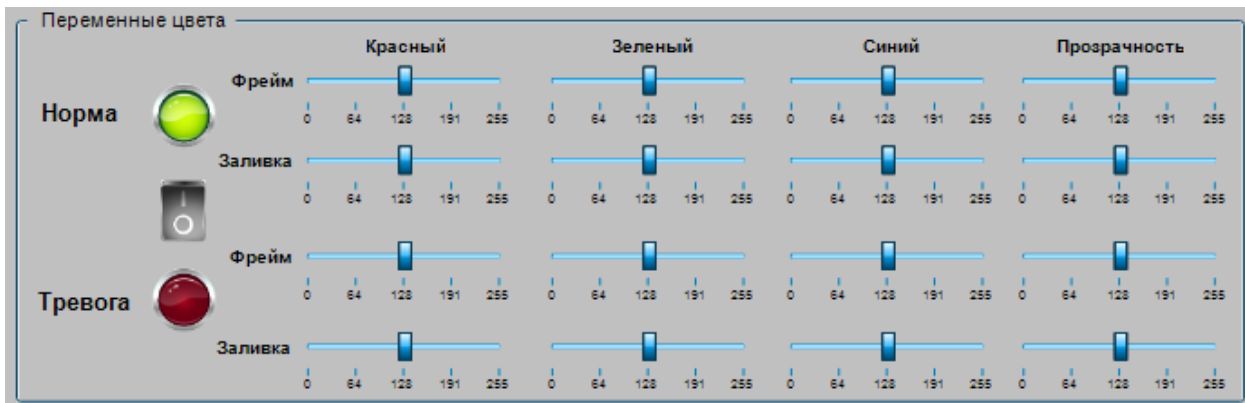 Переменные цвета
Красный Зеленый Синий Прозрачность
Фрейм
Норма
0 64 128 191 255 0 64 128 191 255 0 64 128 191 255 0 64 128 191 255
Заливка
0 64 128 191 255 0 64 128 191 255 0 64 128 191 255 0 64 128 191 255
Фрейм
Тревога
0 64 128 191 255 0 64 128 191 255 0 64 128 191 255 0 64 128 191 255
Заливка
0 64 128 191 255 0 64 128 191 255 0 64 128 191 255 0 64 128 191 255